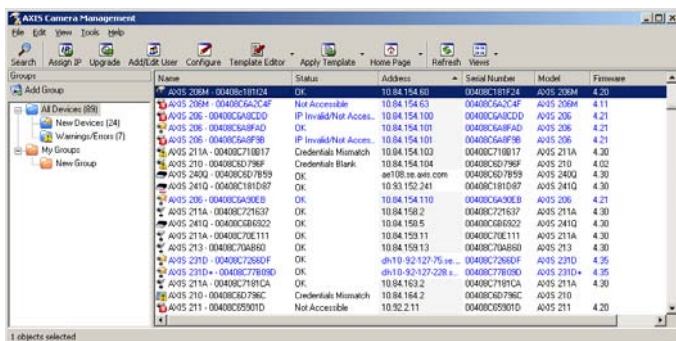 AXIS Camera Management
File Edit View Tools Help
Search Assign IP Upgrade Add/Edit User Configure Template Editor Apply Template Home Page Refresh Views
Groups
Add Group
All Devices (89)
New Devices (24)
Warnings/Errors (7)
My Groups
New Group
Name Status Address Serial Number Model Firmware
AXIS 206M - 00408C181F24 OK 10.84.154.60 00408C181F24 AXIS 206M 4.20
AXIS 206M - 00408C6A2C4F Not Accessible 10.84.154.63 00408C6A2C4F AXIS 206M 4.11
AXIS 206 - 00408C6A8CDD IP Invalid/Not Acces... 10.84.154.100 00408C6A8CDD AXIS 206 4.21
AXIS 206 - 00408C6A8FAD OK 10.84.154.101 00408C6A8FAD AXIS 206 4.21
AXIS 206 - 00408C6A8F9B IP Invalid/Not Acces... 10.84.154.101 00408C6A8F9B AXIS 206 4.21
AXIS 211A - 00408C718B17 Credentials Mismatch 10.84.154.103 00408C718B17 AXIS 211A 4.30
AXIS 210 - 00408C6D796F Credentials Blank 10.84.154.104 00408C6D796F AXIS 210 4.02
AXIS 240Q - 00408C6D7B59 OK ae108.se.axis.com 00408C6D7B59 AXIS 240Q 4.30
AXIS 241Q - 00408C181D87 OK 10.93.152.241 00408C181D87 AXIS 241Q 4.30
AXIS 206 - 00408C6A90EB OK 10.84.154.110 00408C6A90EB AXIS 206 4.21
AXIS 211A - 00408C721637 OK 10.84.158.2 00408C721637 AXIS 211A 4.30
AXIS 241Q - 00408C6B6922 OK 10.84.158.5 00408C6B6922 AXIS 241Q 4.30
AXIS 211A - 00408C70E111 OK 10.84.159.11 00408C70E111 AXIS 211A 4.30
AXIS 213 - 00408C70AB60 OK 10.84.159.13 00408C70AB60 AXIS 213 4.30
AXIS 231D - 00408C7266DF OK dh10-92-127-75.se... 00408C7266DF AXIS 231D 4.35
AXIS 231D+ - 00408C77B09D OK dh10-92-127-228.s... 00408C77B09D AXIS 231D+ 4.35
AXIS 211A - 00408C7181CA OK 10.84.163.2 00408C7181CA AXIS 211A 4.30
AXIS 210 - 00408C6D796C Credentials Mismatch 10.84.164.2 00408C6D796C AXIS 210
AXIS 211 - 00408C65901D Not Accessible 10.92.2.11 00408C65901D AXIS 211 4.20
1 objects selected